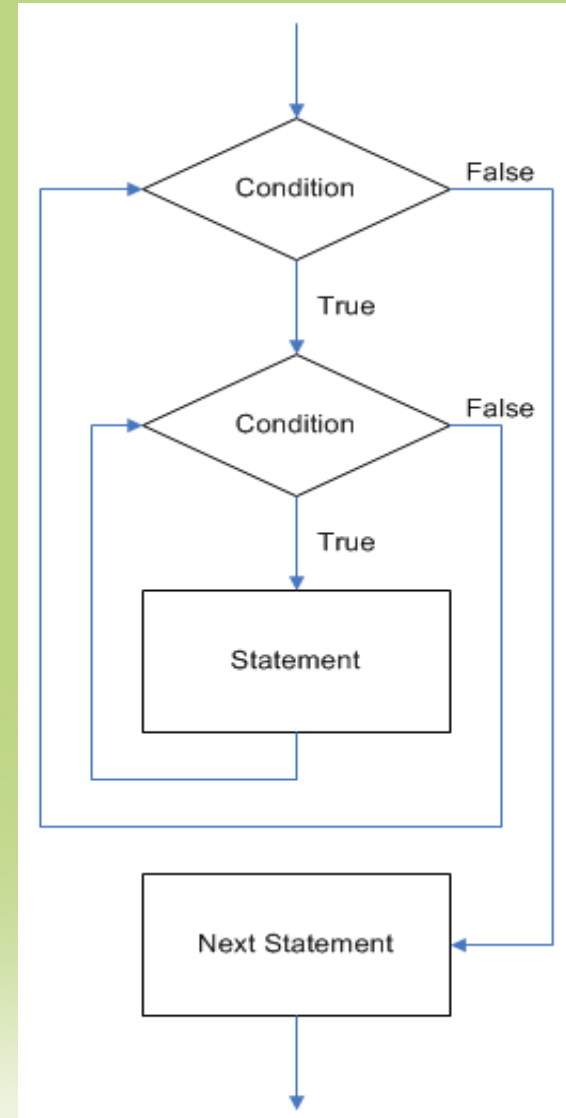 False
Condition
True
False
Condition
True
Statement
Next Statement